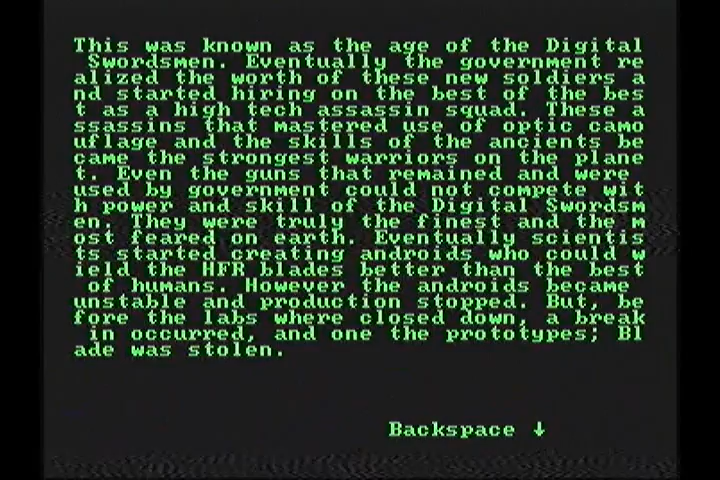 This was known as the age of the Digital
 Swordsmen. Eventually the government re
alized the worth of these new soldiers a
nd started hiring on the best of the bes
t as a high tech assassin squad. These a
ssassins that mastered use of optic camo
uflage and the skills of the ancients be
came the strongest warriors on the plane
t. Even the guns that remained and were
used by government could not compete wit
h power and skill of the Digital Swordsm
en. They were truly the finest and the m
ost feared on earth. Eventually scientis
ts started creating androids who could w
ield the HFR blades better than the best
 of humans. However the androids became
unstable and production stopped. But, be
fore the labs where closed down, a break
 in occurred, and one the prototypes; Bl
ade was stolen.
Backspace ↓